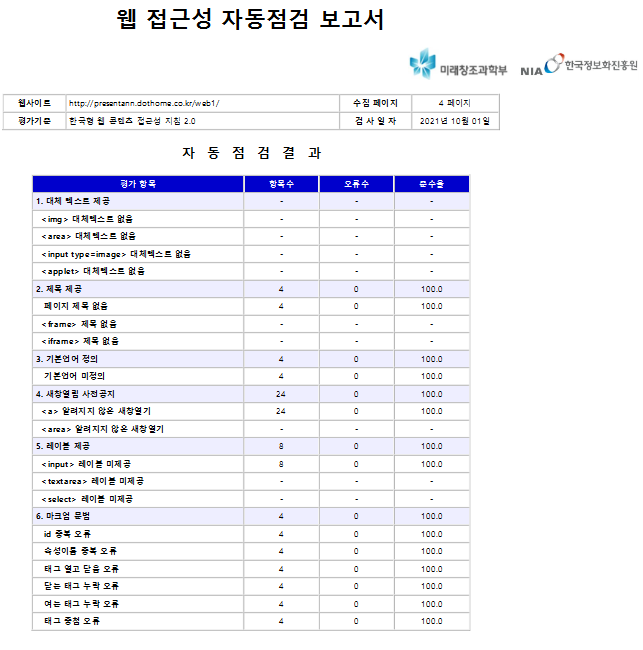 웹 접근성 자동점검 보고서
미래창조과학부 NIA 한국정보화진흥원
웹사이트 http://presentann.dothome.co.kr/web1/ 수집 페이지 4 페이지
평가기준 한국형 웹 콘텐츠 접근성 지침 2.0 검 사 일 자 2021년 10월 01일
자 동 점 검 결 과
평가 항목 항목수 오류수 준수율
1. 대체 텍스트 제공 - - -
<img> 대체텍스트 없음 - - -
<area> 대체텍스트 없음 - - -
<input type=image> 대체텍스트 없음 - - -
<applet> 대체텍스트 없음 - - -
2. 제목 제공 4 0 100.0
페이지 제목 없음 4 0 100.0
<frame> 제목 없음 - - -
<iframe> 제목 없음 - - -
3. 기본언어 정의 4 0 100.0
기본언어 미정의 4 0 100.0
4. 새창열림 사전공지 24 0 100.0
<a> 알려지지 않은 새창열기 24 0 100.0
<area> 알려지지 않은 새창열기 - - -
5. 레이블 제공 8 0 100.0
<input> 레이블 미제공 8 0 100.0
<textarea> 레이블 미제공 - - -
<select> 레이블 미제공 - - -
6. 마크업 문법 4 0 100.0
id 중복 오류 4 0 100.0
속성이름 중복 오류 4 0 100.0
태그 열고 닫음 오류 4 0 100.0
닫는 태그 누락 오류 4 0 100.0
여는 태그 누락 오류 4 0 100.0
태그 중첩 오류 4 0 100.0